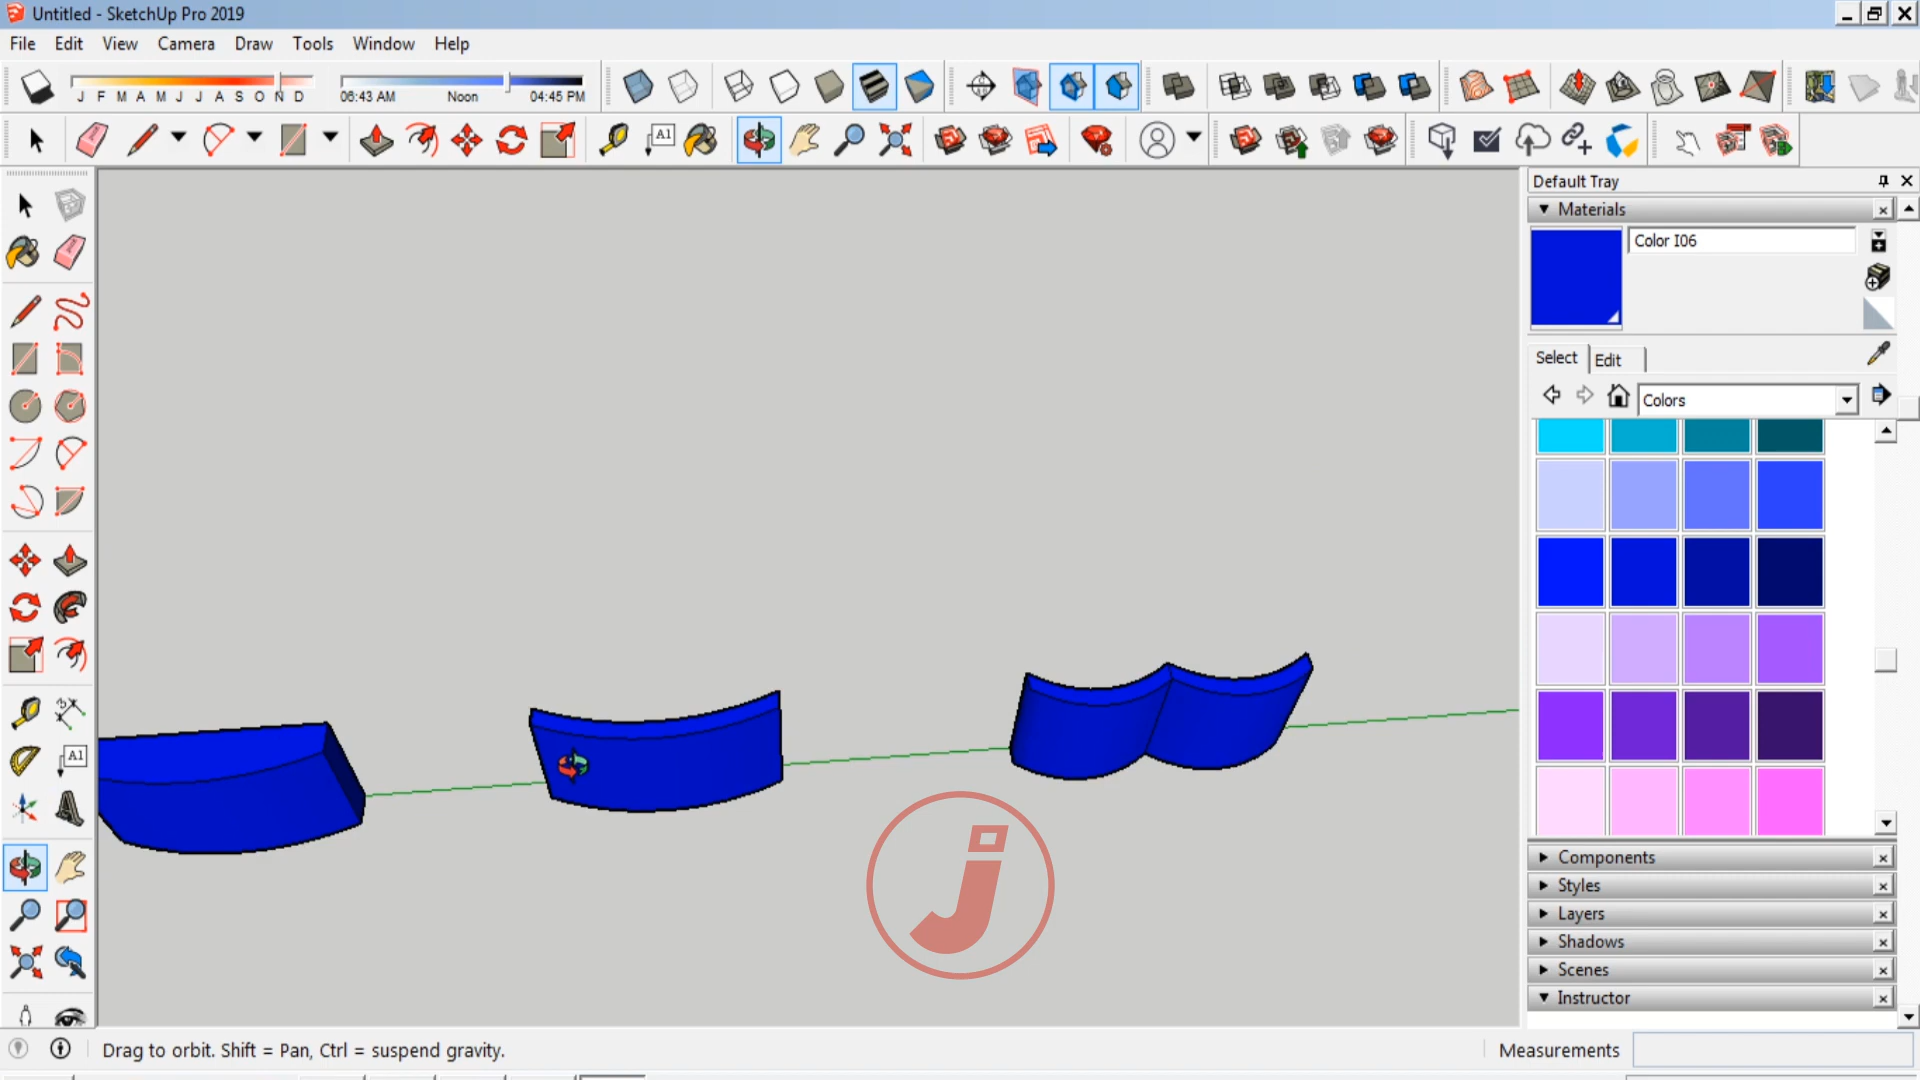 Untitled - SketchUp Pro 2019
File Edit View Camera Draw Tools Window Help
J F M A M J J A S O N D
06:43 AM Noon 04:45 PM
A1
Default Tray
Materials
Color I06
Select Edit
Colors
A1
Components
Styles
Layers
Shadows
Scenes
Instructor
Drag to orbit. Shift = Pan, Ctrl = suspend gravity.
Measurements